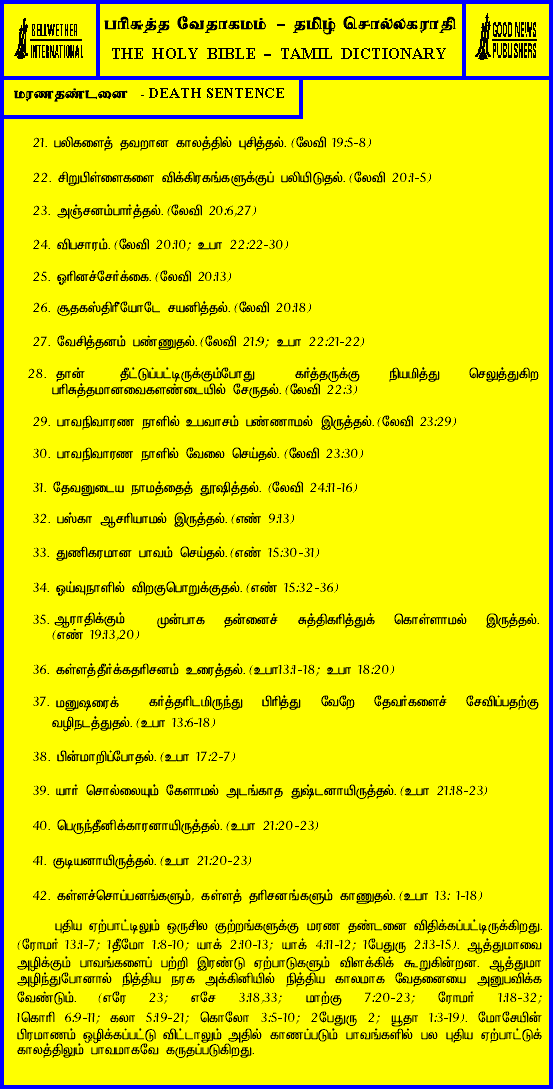 BELLWETHER
INTERNATIONAL
பரிசுத்த வேதாகமம் – தமிழ் சொல்லகராதி
THE HOLY BIBLE – TAMIL DICTIONARY
GOOD NEWS
PUBLISHERS
மரணதண்டனை - DEATH SENTENCE
21. பலிகளைத் தவறான காலத்தில் புசித்தல். (லேவி 19:5-8)
22. சிறுபிள்ளைகளை விக்கிரகங்களுக்குப் பலியிடுதல். (லேவி 20:1-5)
23. அஞ்சனம்பார்த்தல். (லேவி 20:6,27)
24. விபசாரம். (லேவி 20:10; உபா 22:22-30)
25. ஓரினச்சேர்க்கை. (லேவி 20:13)
26. சூதகஸ்திரீயோடே சயனித்தல். (லேவி 20:18)
27. வேசித்தனம் பண்ணுதல். (லேவி 21:9; உபா 22:21-22)
28. தான் தீட்டுப்பட்டிருக்கும்போது கர்த்தருக்கு நியமித்து செலுத்துகிற
பரிசுத்தமானவைகளண்டையில் சேருதல். (லேவி 22:3)
29. பாவநிவாரண நாளில் உபவாசம் பண்ணாமல் இருத்தல். (லேவி 23:29)
30. பாவநிவாரண நாளில் வேலை செய்தல். (லேவி 23:30)
31. தேவனுடைய நாமத்தைத் தூஷித்தல். (லேவி 24:11-16)
32. பஸ்கா ஆசரியாமல் இருத்தல். (எண் 9:13)
33. துணிகரமான பாவம் செய்தல். (எண் 15:30-31)
34. ஓய்வுநாளில் விறகுபொறுக்குதல். (எண் 15:32-36)
35. ஆராதிக்கும் முன்பாக தன்னைச் சுத்திகரித்துக் கொள்ளாமல் இருத்தல்.
(எண் 19:13,20)
36. கள்ளத்தீர்க்கதரிசனம் உரைத்தல். (உபா13:1-18; உபா 18:20)
37. மனுஷரைக் கர்த்தரிடமிருந்து பிரித்து வேறே தேவர்களைச் சேவிப்பதற்கு
வழிநடத்துதல். (உபா 13:6-18)
38. பின்மாறிப்போதல். (உபா 17:2-7)
39. யார் சொல்லையும் கேளாமல் அடங்காத துஷ்டனாயிருத்தல். (உபா 21:18-23)
40. பெருந்தீனிக்காரனாயிருத்தல். (உபா 21:20-23)
41. குடியனாயிருத்தல். (உபா 21:20-23)
42. கள்ளச்சொப்பனங்களும், கள்ளத் தரிசனங்களும் காணுதல். (உபா 13: 1-18)
புதிய ஏற்பாட்டிலும் ஒருசில குற்றங்களுக்கு மரண தண்டனை விதிக்கப்பட்டிருக்கிறது.
(ரோமர் 13:1-7; 1தீமோ 1:8-10; யாக் 2:10-13; யாக் 4:11-12; 1பேதுரு 2:13-15). ஆத்துமாவை
அழிக்கும் பாவங்களைப் பற்றி இரண்டு ஏற்பாடுகளும் விளக்கிக் கூறுகின்றன. ஆத்துமா
அழிந்துபோனால் நித்திய நரக அக்கினியில் நித்திய காலமாக வேதனையை அனுபவிக்க
வேண்டும். (எரே 23; எசே 3:18,33; மாற்கு 7:20-23; ரோமர் 1:18-32;
1கொரி 6:9-11; கலா 5:19-21; கொலோ 3:5-10; 2பேதுரு 2; யூதா 1:3-19). மோசேயின்
பிரமாணம் ஒழிக்கப்பட்டு விட்டாலும் அதில் காணப்படும் பாவங்களில் பல புதிய ஏற்பாட்டுக்
காலத்திலும் பாவமாகவே கருதப்படுகிறது.